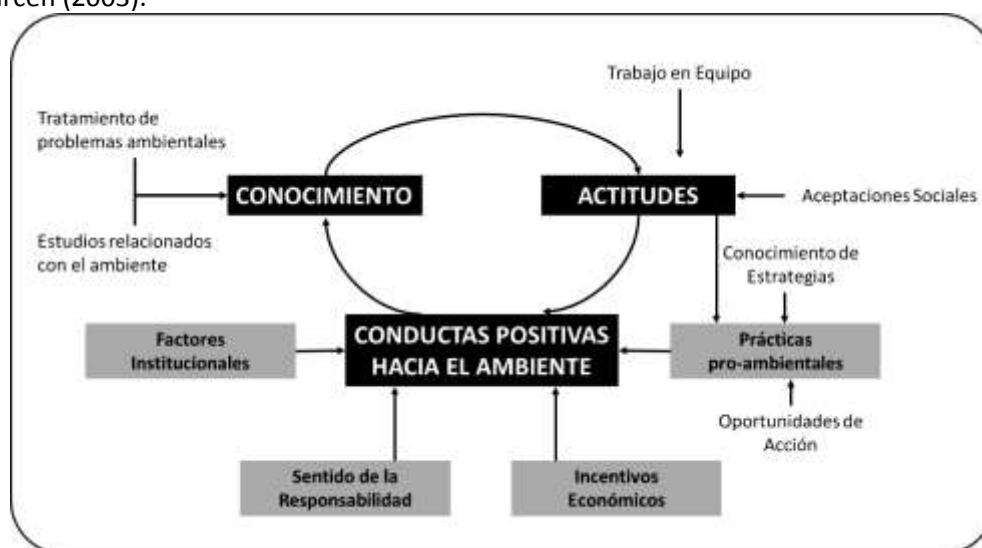 (2005).
Trabajo en Equipo
Tratamiento de
problemas ambientales
CONOCIMIENTO
ACTITUDES
Aceptaciones Sociales
Estudios relacionados
con el ambiente
Conocimiento de
Estrategias
Factores
Institucionales
CONDUCTAS POSITIVAS
HACIA EL AMBIENTE
Prácticas
pro-ambientales
Oportunidades de
Acción
Sentido de la
Responsabilidad
Incentivos
Económicos